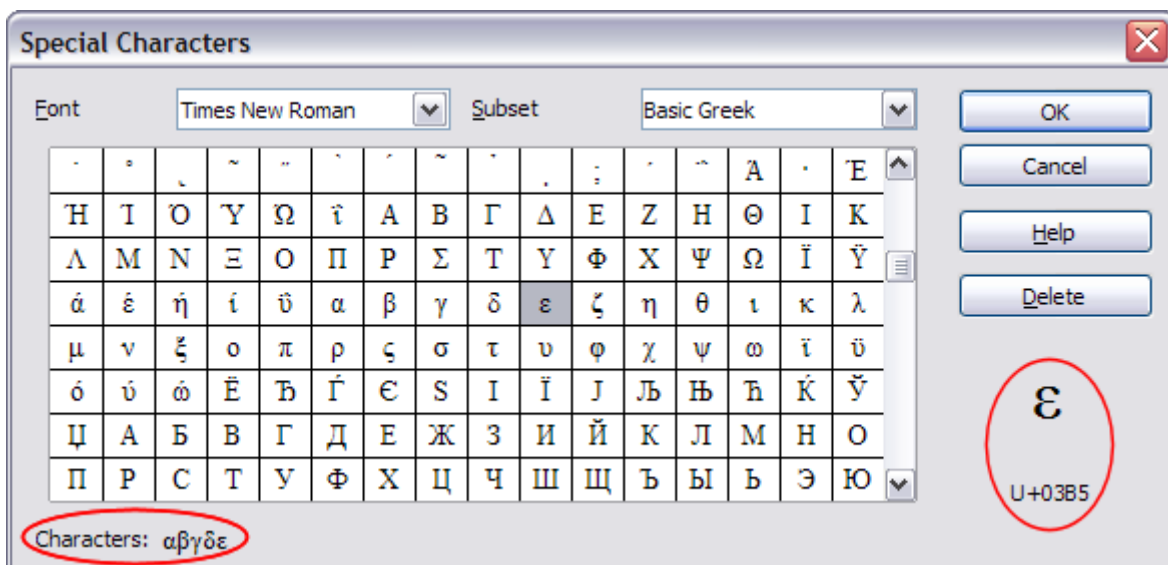 Special Characters
Font Times New Roman Subset Basic Greek OK
Cancel
Help
Delete
Ά · Έ
Ή Ί Ό Ύ Ώ ΐ Α Β Γ Δ Ε Ζ Η Θ Ι Κ
Λ Μ Ν Ξ Ο Π Ρ Σ Τ Υ Φ Χ Ψ Ω Ϊ Ϋ
ά έ ή ί ΰ α β γ δ ε ζ η θ ι κ λ
μ ν ξ ο π ρ ς σ τ υ φ χ ψ ω ϊ ϋ
ό ύ ώ Ё Ђ Ѓ Є Ѕ І Ї Ј Љ Њ Ћ Ќ Ў
Џ А Б В Г Д Е Ж З И Й К Л М Н О
П Р С Т У Ф Х Ц Ч Ш Щ Ъ Ы Ь Э Ю
ε
U+03B5
Characters: αβγδε